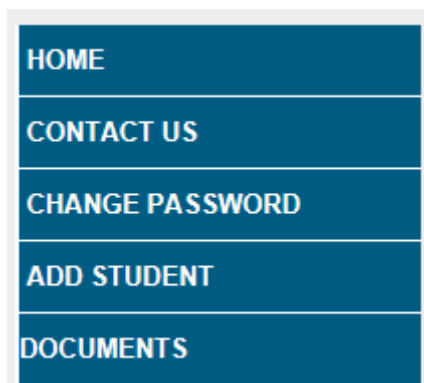 HOME
CONTACT US
CHANGE PASSWORD
ADD STUDENT
DOCUMENTS